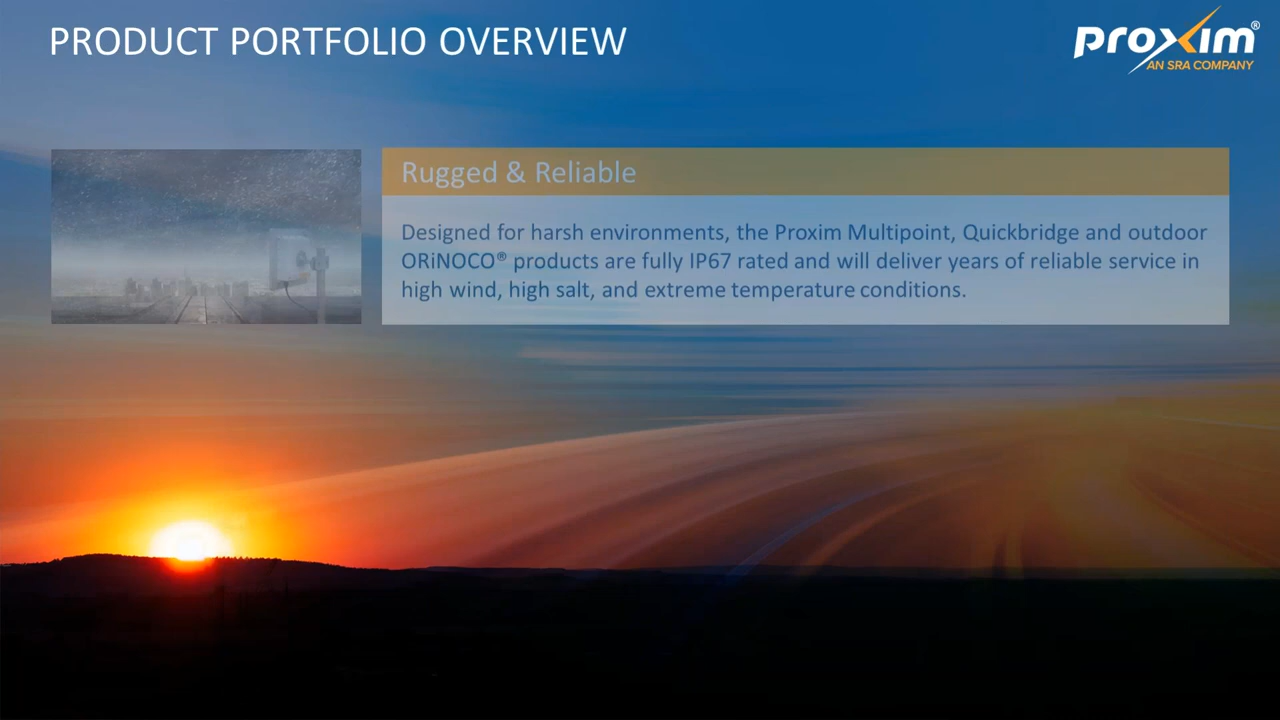 PRODUCT PORTFOLIO OVERVIEW
proxim®
AN SRA COMPANY
Rugged & Reliable
Designed for harsh environments, the Proxim Multipoint, Quickbridge and outdoor
ORiNOCO® products are fully IP67 rated and will deliver years of reliable service in
high wind, high salt, and extreme temperature conditions.